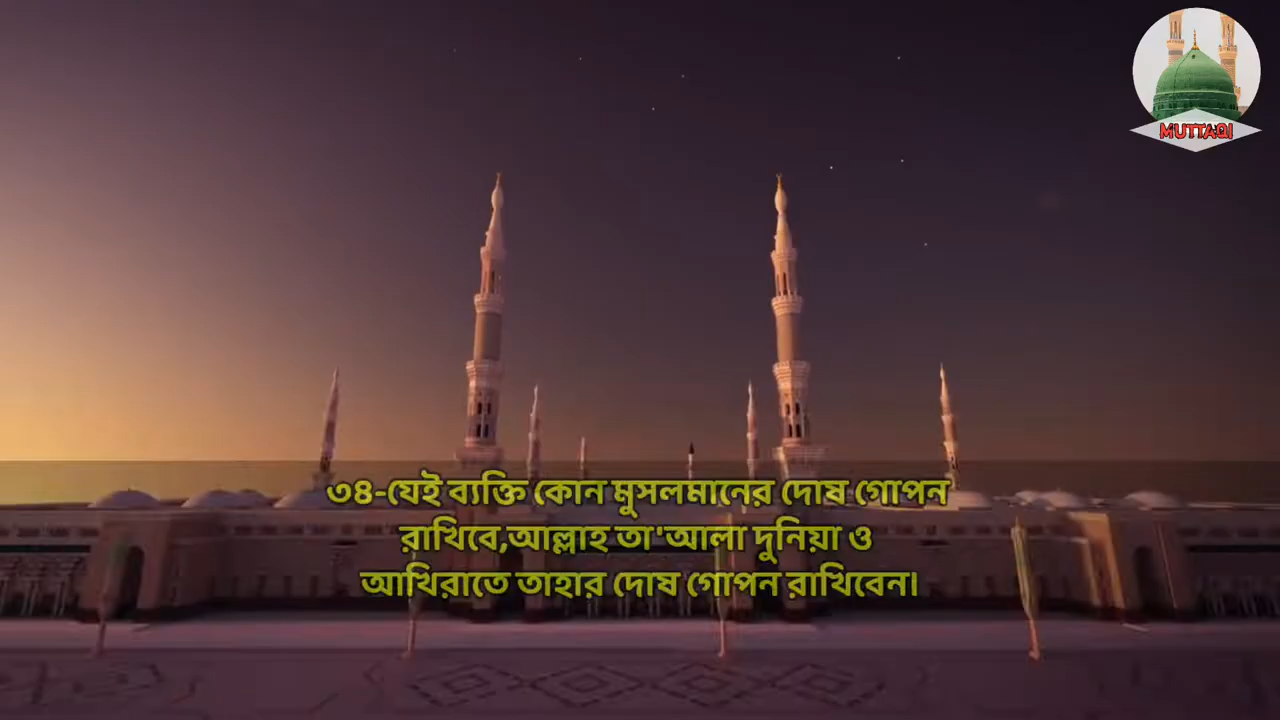 MUTTAQI
৩৪-যেই ব্যক্তি কোন মুসলমানের দোষ গোপন
রাখিবে,আল্লাহ তা'আলা দুনিয়া ও
আখিরাতে তাহার দোষ গোপন রাখিবেন।